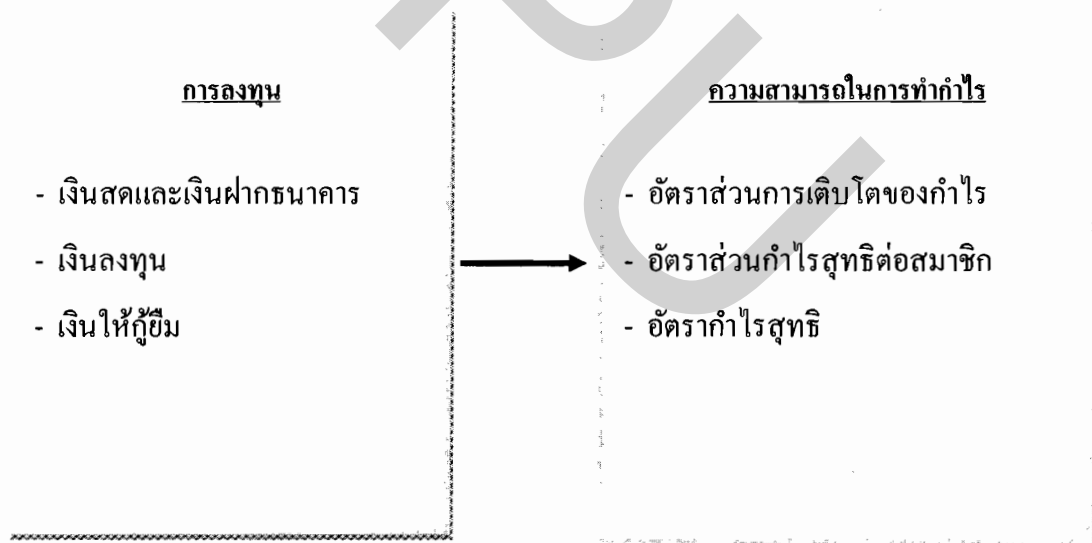 การลงทุน
- เงินสดและเงินฝากธนาคาร
- เงินลงทุน
- เงินให้กู้ยืม
ความสามารถในการทำกำไร
- อัตราส่วนการเติบโตของกำไร
- อัตราส่วนกำไรสุทธิต่อสมาชิก
- อัตรากำไรสุทธิ